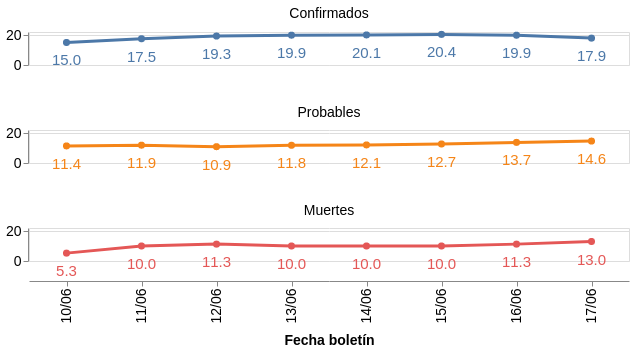 Confirmados
20
0
15.0 17.5 19.3 19.9 20.1 20.4 19.9 17.9
Probables
20
0
11.4 11.9 10.9 11.8 12.1 12.7 13.7 14.6
Muertes
20
0
5.3 10.0 11.3 10.0 10.0 10.0 11.3 13.0
10/06 11/06 12/06 13/06 14/06 15/06 16/06 17/06
Fecha boletín